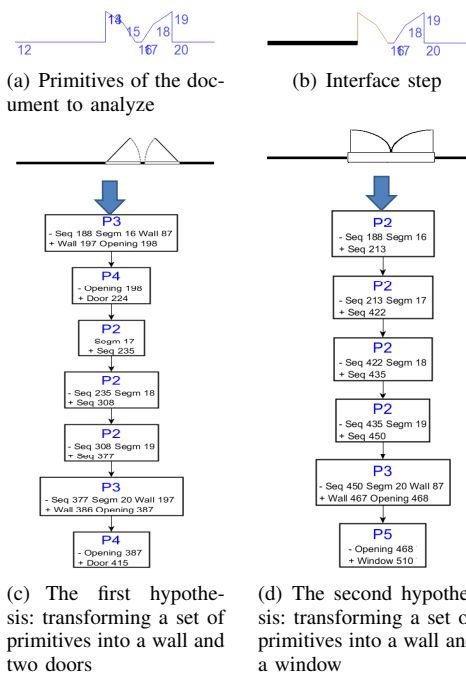 12
13
14
15
16
17
18
19
20
16
17
18
19
20
(a) Primitives of the doc-
ument to analyze
(b) Interface step
P3
- Seq 188 Segm 16 Wall 87
+ Wall 197 Opening 198
P4
- Opening 198
+ Door 224
P2
Segm 17
+ Seq 235
P2
- Seq 235 Segm 18
+ Seq 308
P2
- Seq 308 Segm 19
+ Seq 377
P3
- Seq 377 Segm 20 Wall 197
+ Wall 386 Opening 387
P4
- Opening 387
+ Door 415
(c) The first hypothe-
sis: transforming a set of
primitives into a wall and
two doors
P2
- Seq 188 Segm 16
+ Seq 213
P2
- Seq 213 Segm 17
+ Seq 422
P2
- Seq 422 Segm 18
+ Seq 435
P2
- Seq 435 Segm 19
+ Seq 450
P3
- Seq 450 Segm 20 Wall 87
+ Wall 467 Opening 468
P5
- Opening 468
+ Window 510
(d) The second hypothe
sis: transforming a set o
primitives into a wall and
a window